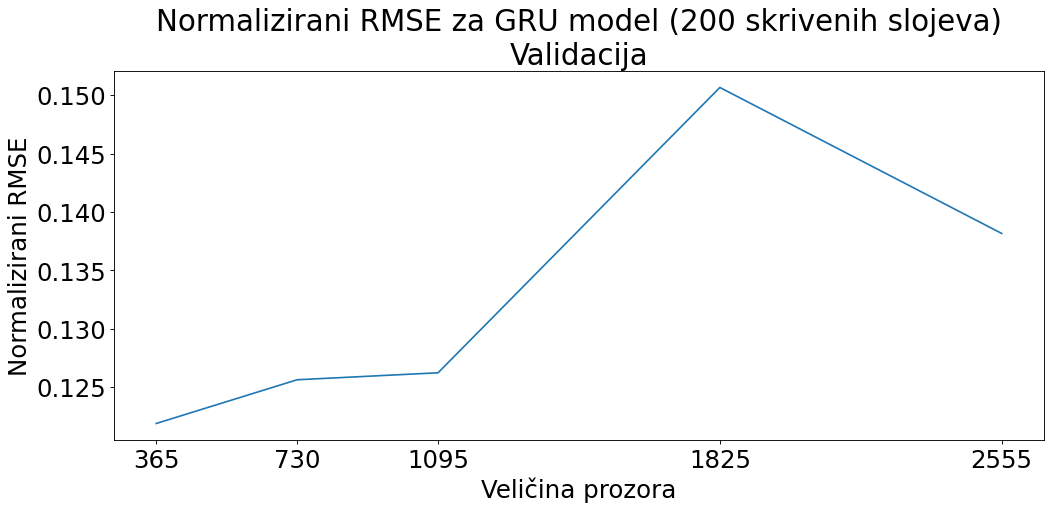 Normalizirani RMSE za GRU model (200 skrivenih slojeva)
Validacija
Normalizirani RMSE
0.150
0.145
0.140
0.135
0.130
0.125
365 730 1095 1825 2555
Veličina prozora